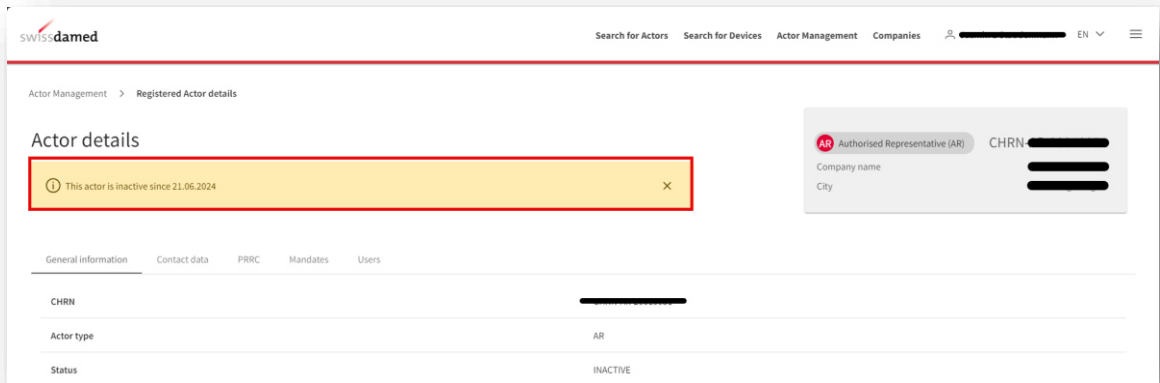 swissdamed
Search for Actors Search for Devices Actor Management Companies EN
Actor Management > Registered Actor details
Actor details
AR Authorised Representative (AR) CHRN-
Company name
City
This actor is inactive since 21.06.2024
General information Contact data PRRC Mandates Users
CHRN
Actor type AR
Status INACTIVE